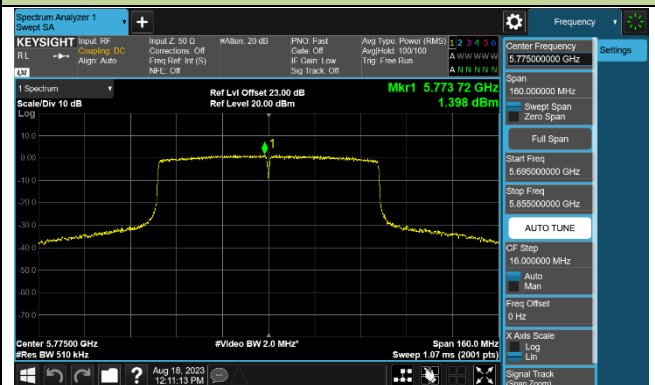 Spectrum Analyzer 1
Swept SA
+
Frequency
KEYSIGHT
RL
LXI
Input: RF
Coupling: DC
Align: Auto
Input Z: 50 Ω
Corrections: Off
Freq Ref: Int (S)
NFE: Off
#Atten: 20 dB
PNO: Fast
Gate: Off
IF Gain: Low
Sig Track: Off
Avg Type: Power (RMS)
Avg|Hold: 100/100
Trig: Free Run
1 2 3 4 5 6
A W W W W W
A N N N N N
1 Spectrum
Scale/Div 10 dB
Log
Ref Lvl Offset 23.00 dB
Ref Level 20.00 dBm
Mkr1 5.773 72 GHz
1.398 dBm
10.0
0.00
-10.0
-20.0
-30.0
-40.0
-50.0
-60.0
-70.0
1
Center 5.77500 GHz
#Res BW 510 kHz
#Video BW 2.0 MHz*
Span 160.0 MHz
Sweep 1.07 ms (2001 pts)
?
Aug 18, 2023
12:11:13 PM
Center Frequency
5.775000000 GHz
Settings
Span
160.000000 MHz
Swept Span
Zero Span
Full Span
Start Freq
5.695000000 GHz
Stop Freq
5.855000000 GHz
AUTO TUNE
CF Step
16.000000 MHz
Auto
Man
Freq Offset
0 Hz
X Axis Scale
Log
Lin
Signal Track
(Span Zoom)